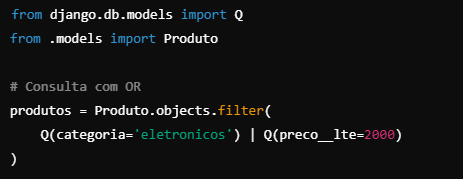 from django.db.models import Q
from .models import Produto
# Consulta com OR
produtos = Produto.objects.filter(
    Q(categoria='eletronicos') | Q(preco__lte=2000)
)